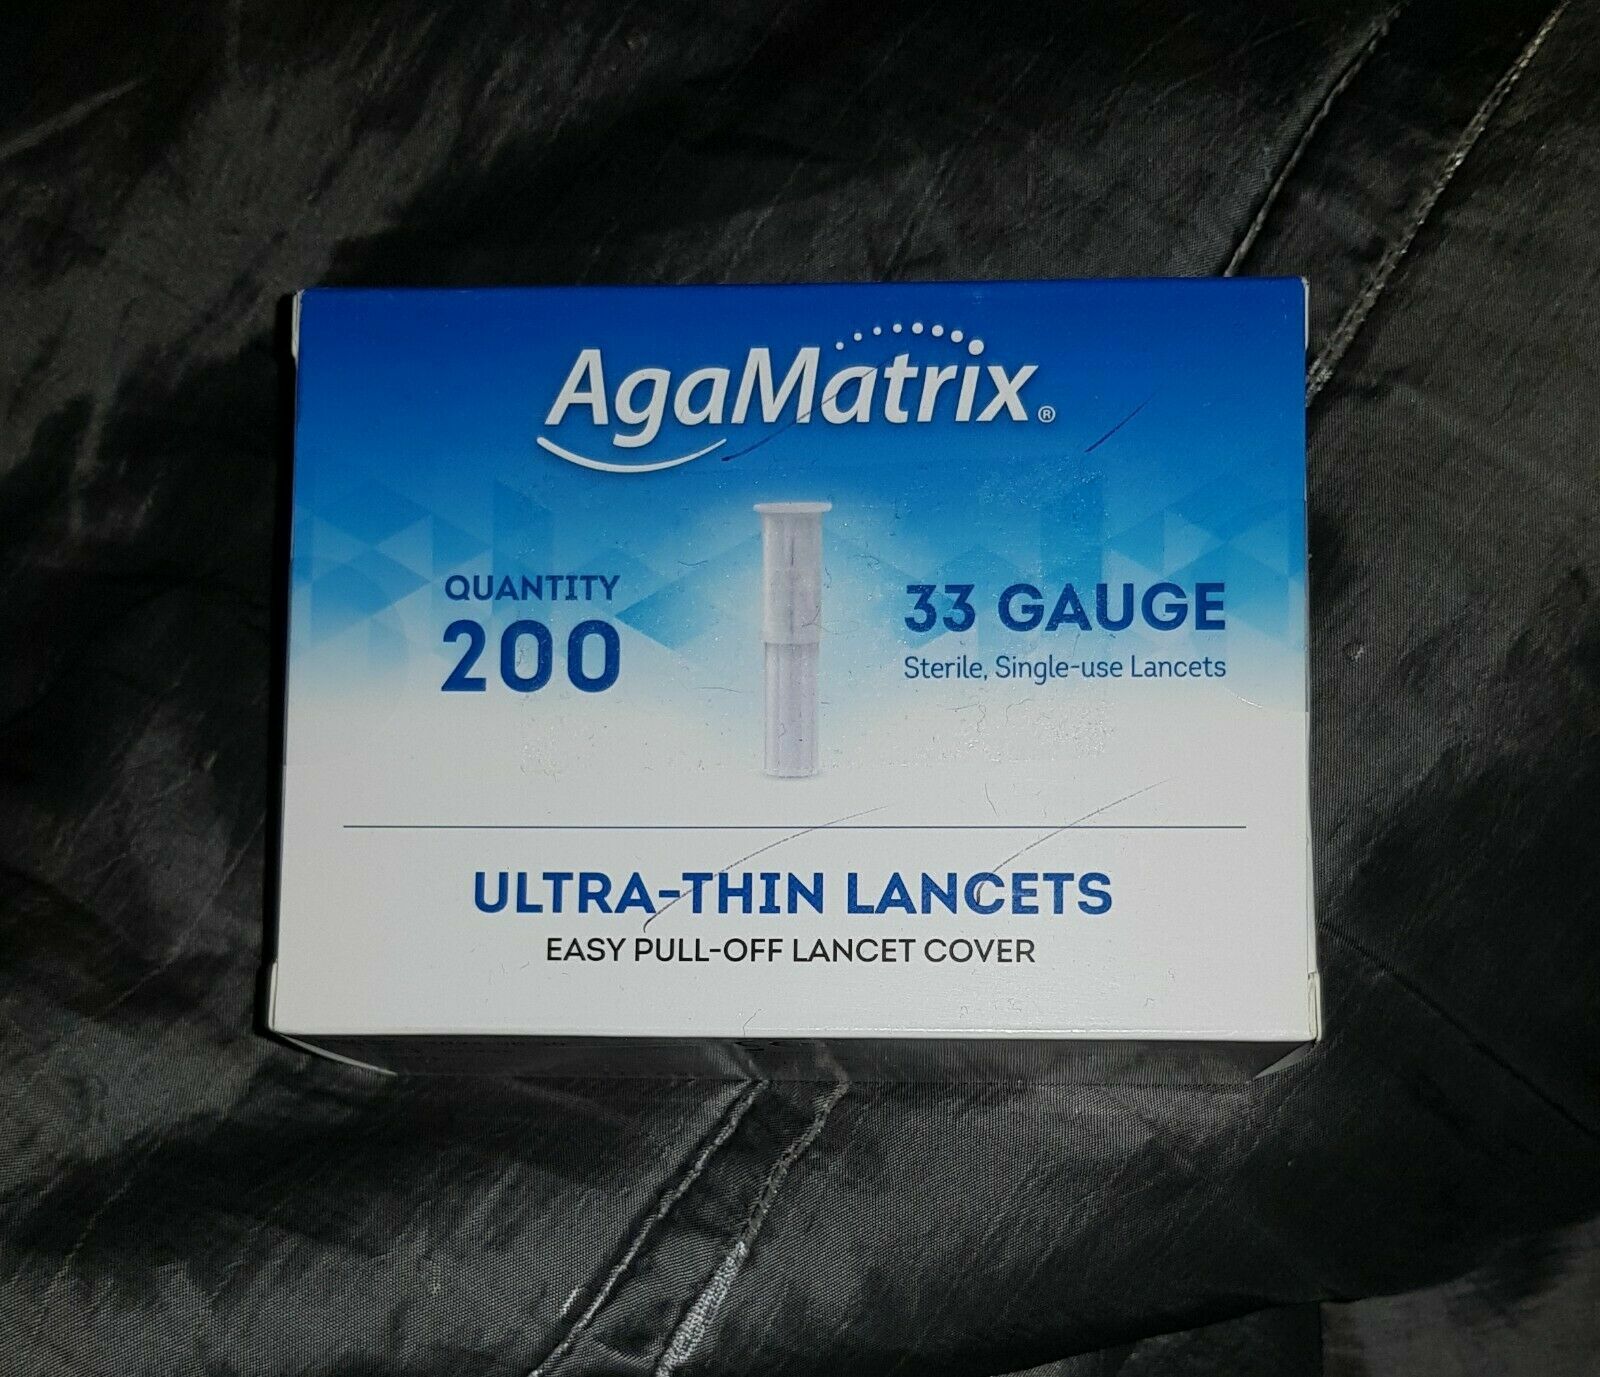 AgaMatrix®
QUANTITY
200
33 GAUGE
Sterile, Single-use Lancets
ULTRA-THIN LANCETS
EASY PULL-OFF LANCET COVER